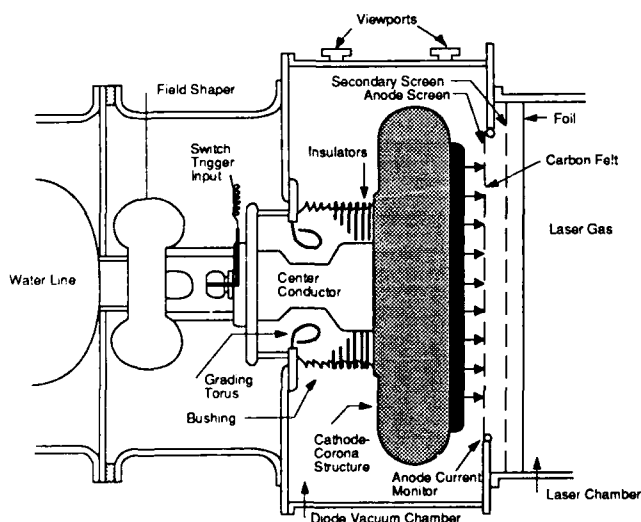 Viewports
Secondary Screen
Anode Screen
Field Shaper
Foil
Switch
Trigger
Input
Insulators
Carbon Felt
Laser Gas
Water Line
Center
Conductor
Grading
Torus
Bushing
Cathode-
Corona
Structure
Anode Current
Monitor
Laser Chamber
Diode Vacuum Chamber